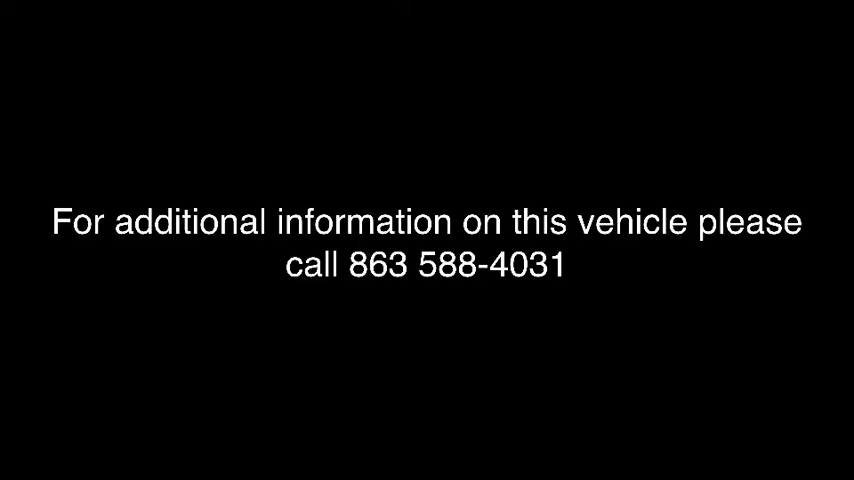 For additional information on this vehicle please
call 863 588-4031